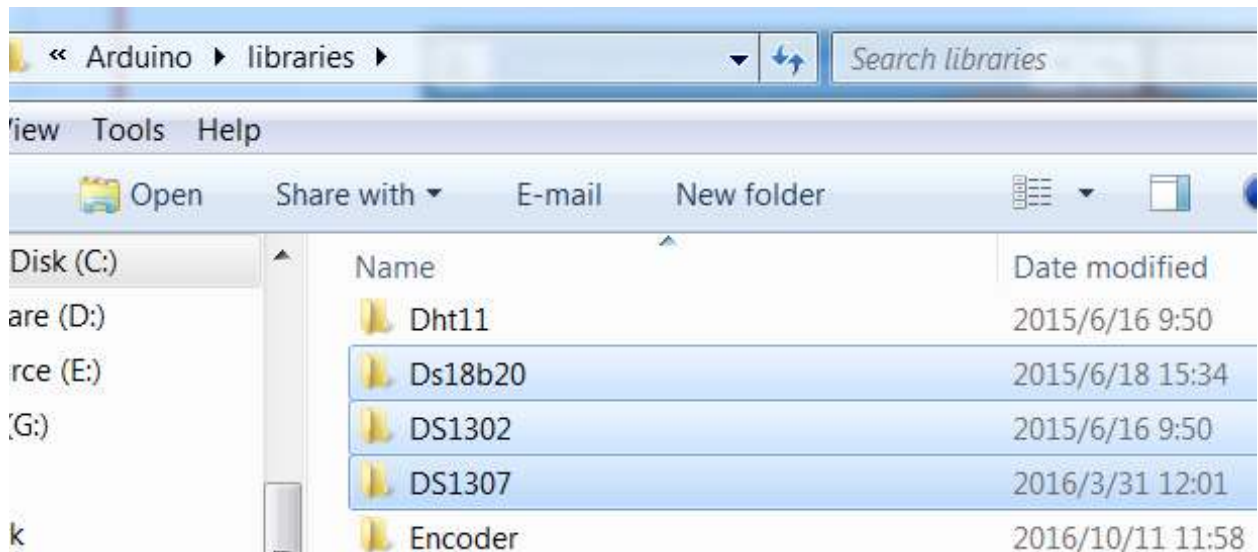 « Arduino ▸ libraries ▸ Search libraries
iew Tools Help
Open Share with ▾ E-mail New folder
Disk (C:) Name Date modified
are (D:) Dht11 2015/6/16 9:50
rce (E:) Ds18b20 2015/6/18 15:34
(G:) DS1302 2015/6/16 9:50
DS1307 2016/3/31 12:01
k Encoder 2016/10/11 11:58